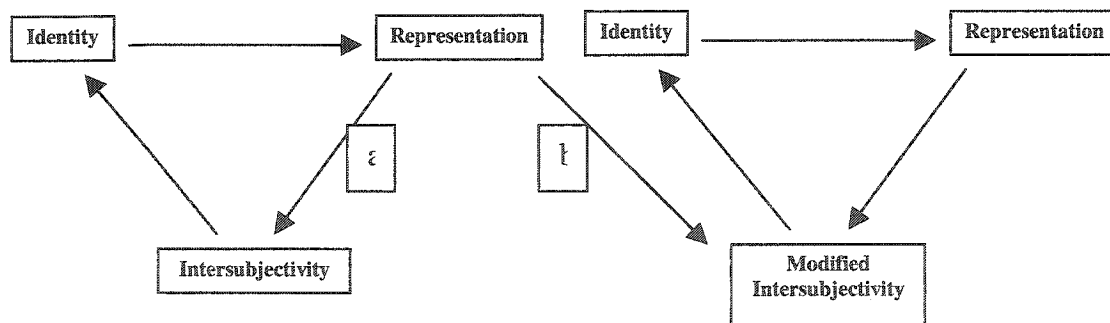 Identity
Representation
Identity
Representation
a
Intersubjectivity
Modified
Intersubjectivity